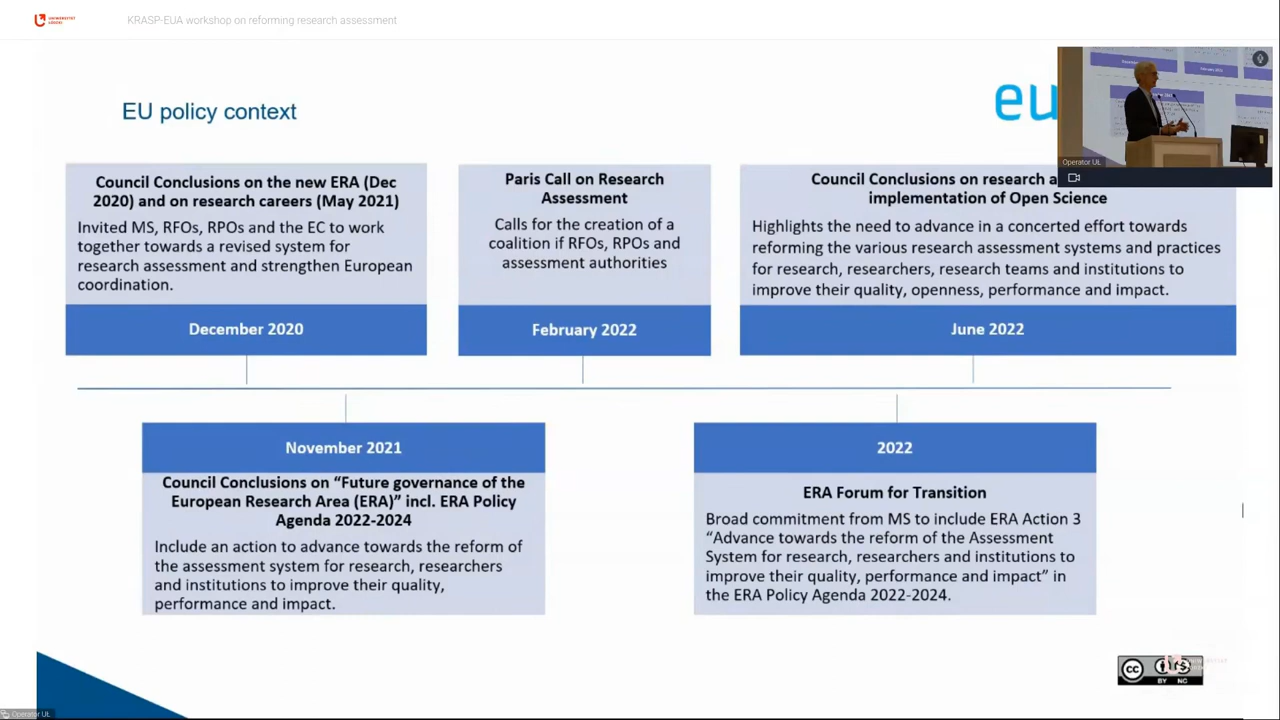 UNIWERSYTET
ŁÓDZKI
KRASP-EUA workshop on reforming research assessment
EU policy context
eu
Operator UŁ
Council Conclusions on the new ERA (Dec
2020) and on research careers (May 2021)
Invited MS, RFOs, RPOs and the EC to work
together towards a revised system for
research assessment and strengthen European
coordination.
December 2020
Paris Call on Research
Assessment
Calls for the creation of a
coalition if RFOs, RPOs and
assessment authorities
February 2022
Council Conclusions on research a
implementation of Open Science
Highlights the need to advance in a concerted effort towards
reforming the various research assessment systems and practices
for research, researchers, research teams and institutions to
improve their quality, openness, performance and impact.
June 2022
November 2021
Council Conclusions on “Future governance of the
European Research Area (ERA)” incl. ERA Policy
Agenda 2022-2024
Include an action to advance towards the reform of
the assessment system for research, researchers
and institutions to improve their quality,
performance and impact.
2022
ERA Forum for Transition
Broad commitment from MS to include ERA Action 3
“Advance towards the reform of the Assessment
System for research, researchers and institutions to
improve their quality, performance and impact” in
the ERA Policy Agenda 2022-2024.
cc
BY NC
Operator UŁ